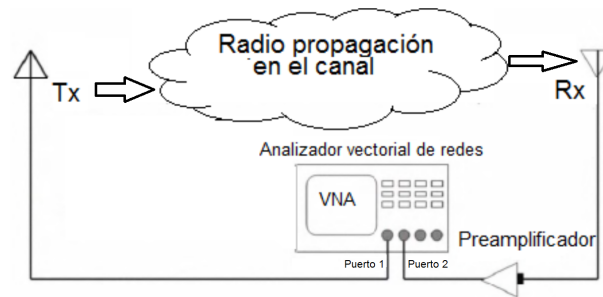 Radio propagación
en el canal
Tx
Rx
Analizador vectorial de redes
VNA
Puerto 1
Puerto 2
Preamplificador